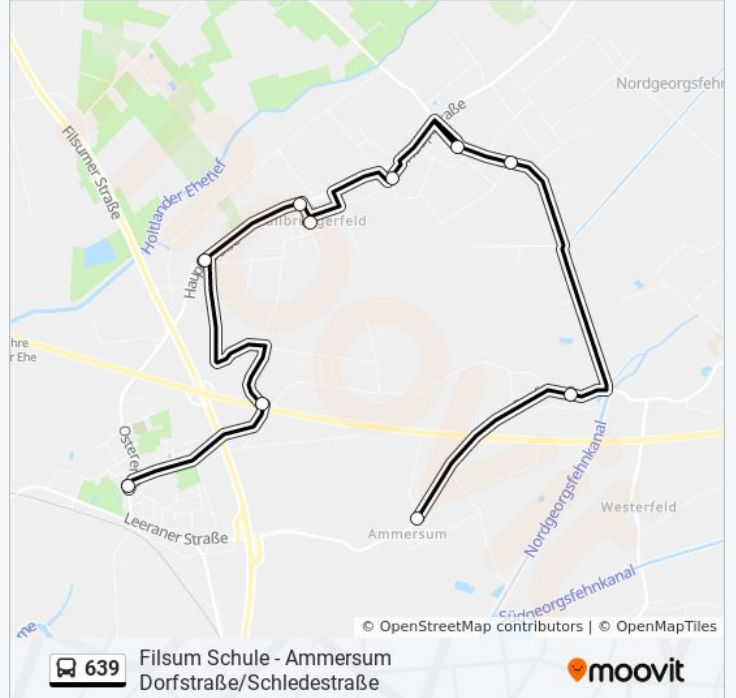 Nordgeorgsfehn
Filsumer Straße
Holtlander Ehetief
Westerfeld
Nordgeorgsfehnkanal
Südgeorgsfehnkanal
Leeraner Straße
Ammersum
© OpenStreetMap contributors | © OpenMapTiles
639
Filsum Schule - Ammersum
Dorfstraße/Schledestraße
moovit